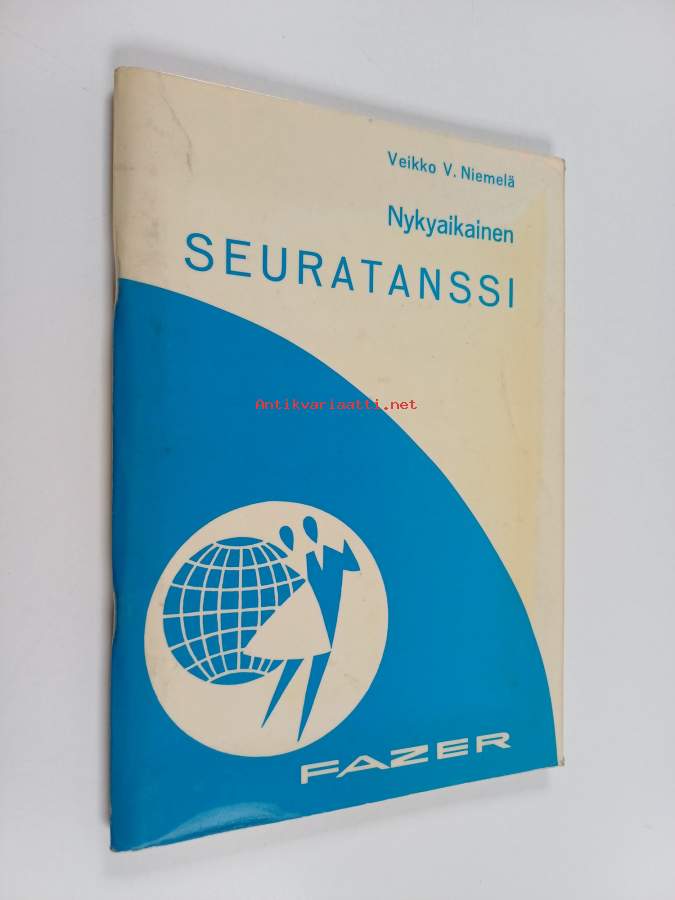 Veikko V. Niemelä
Nykyaikainen
SEURATANSSI
Antikvariaatti.net
FAZER